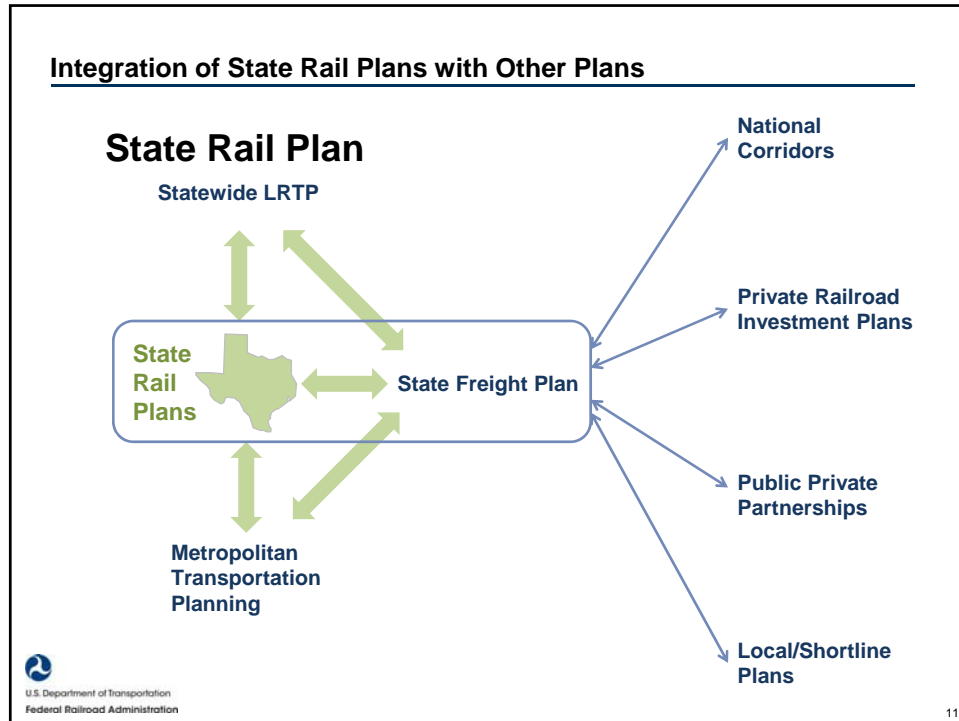 Integration of State Rail Plans with Other Plans
State Rail Plan
Statewide LRTP
State
Rail
Plans
State Freight Plan
Metropolitan
Transportation
Planning
National
Corridors
Private Railroad
Investment Plans
Public Private
Partnerships
Local/Shortline
Plans
U.S. Department of Transportation
Federal Railroad Administration
11